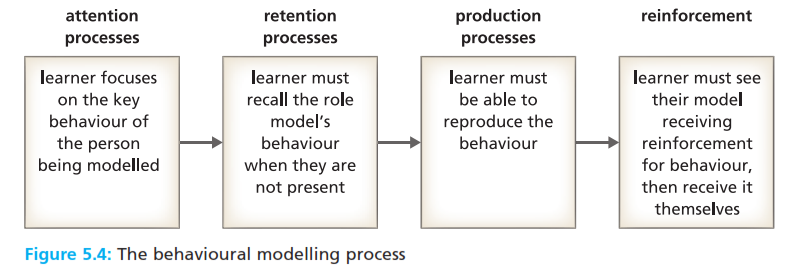 attention
processes
retention
processes
production
processes
reinforcement
learner focuses
on the key
behaviour of
the person
being modelled
learner must
recall the role
model's
behaviour
when they are
not present
learner must
be able to
reproduce the
behaviour
learner must see
their model
receiving
reinforcement
for behaviour,
then receive it
themselves
Figure 5.4: The behavioural modelling process